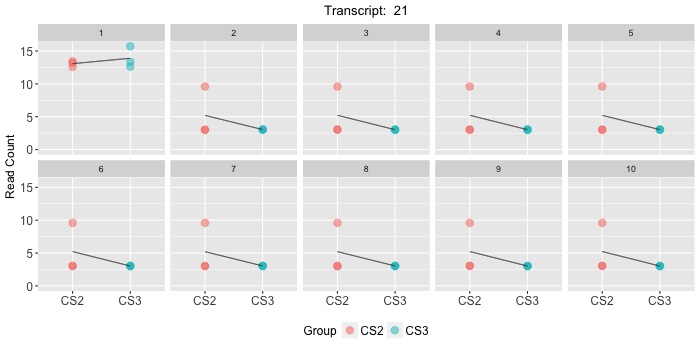 Transcript:  21
1 2 3 4 5
15
10
5
0
Read Count
6 7 8 9 10
15
10
5
0
CS2 CS3 CS2 CS3 CS2 CS3 CS2 CS3 CS2 CS3
Group CS2 CS3